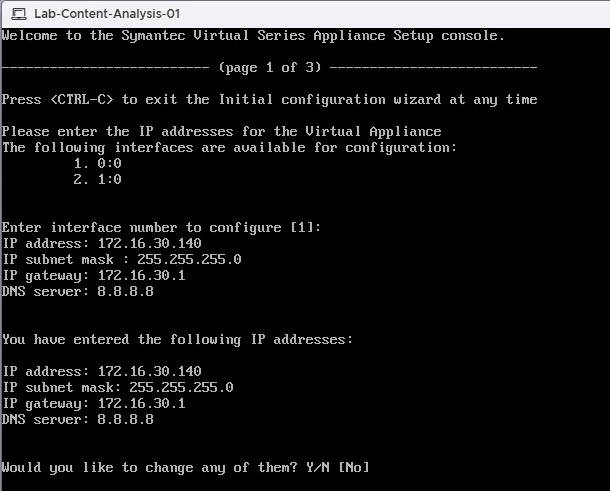 Lab-Content-Analysis-01
Welcome to the Symantec Virtual Series Appliance Setup console.
-------------------------- (page 1 of 3) --------------------------
Press <CTRL-C> to exit the Initial configuration wizard at any time
Please enter the IP addresses for the Virtual Appliance
The following interfaces are available for configuration:
1. 0:0
2. 1:0
Enter interface number to configure [1]:
IP address: 172.16.30.140
IP subnet mask : 255.255.255.0
IP gateway: 172.16.30.1
DNS server: 8.8.8.8
You have entered the following IP addresses:
IP address: 172.16.30.140
IP subnet mask: 255.255.255.0
IP gateway: 172.16.30.1
DNS server: 8.8.8.8
Would you like to change any of them? Y/N [No]